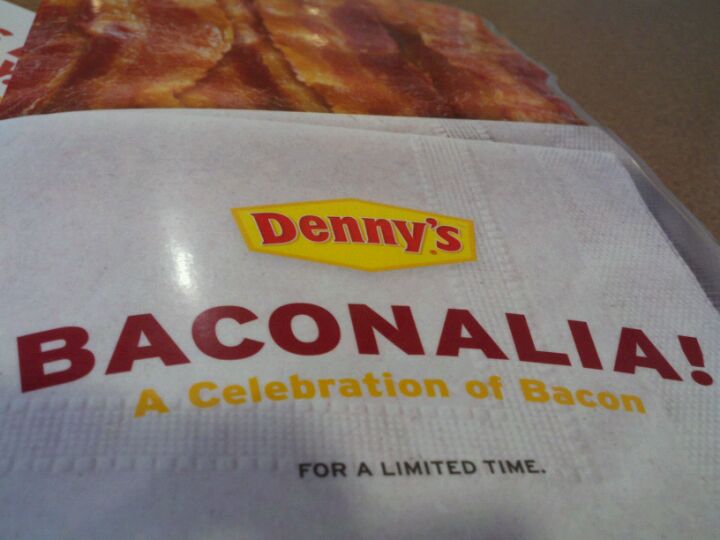 Denny's
BACONALIA!
A Celebration of Bacon
FOR A LIMITED TIME.